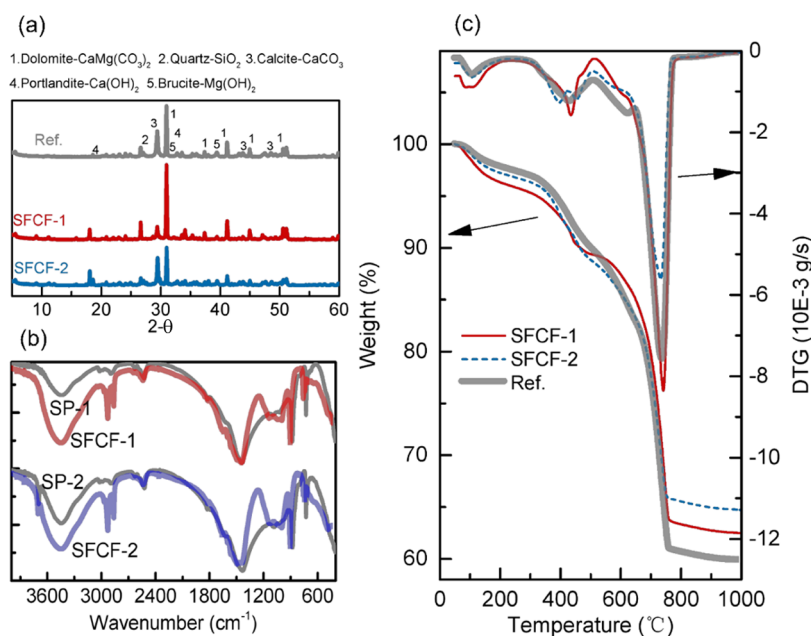 (a)
1.Dolomite-CaMg(CO₃)₂ 2.Quartz-SiO₂ 3.Calcite-CaCO₃
4.Portlandite-Ca(OH)₂ 5.Brucite-Mg(OH)₂
Ref.
4 2 3 1 4 5 1 5 1 3 1 3 1
SFCF-1
SFCF-2
10 20 30 40 50 60
2-θ
(b)
SP-1
SFCF-1
SP-2
SFCF-2
3600 3000 2400 1800 1200 600
Wavenumber (cm⁻¹)
(c)
100
90
80
70
60
Weight (%)
SFCF-1
SFCF-2
Ref.
0
-2
-4
-6
-8
-10
-12
DTG (10E-3 g/s)
0 200 400 600 800 1000
Temperature (℃)